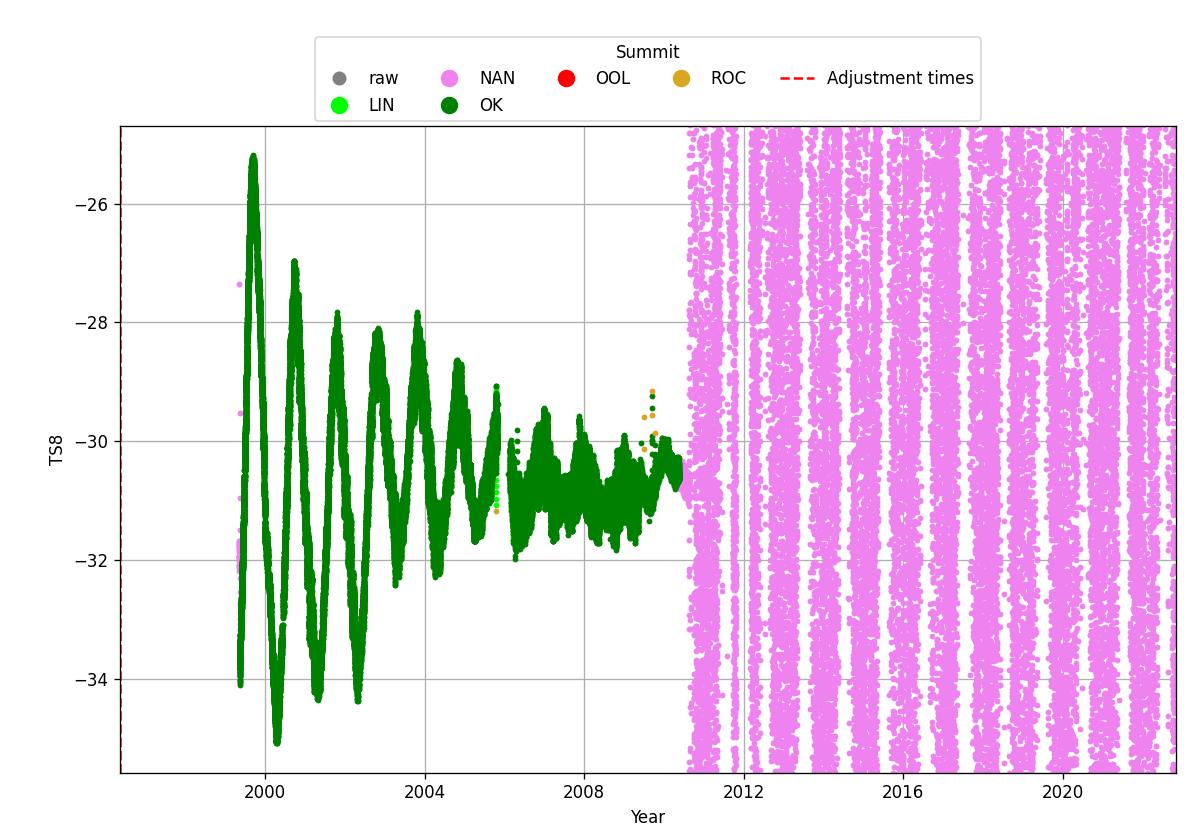 Summit
raw NAN OOL ROC Adjustment times
LIN OK
−26
−28
−30
−32
−34
TS8
2000 2004 2008 2012 2016 2020
Year